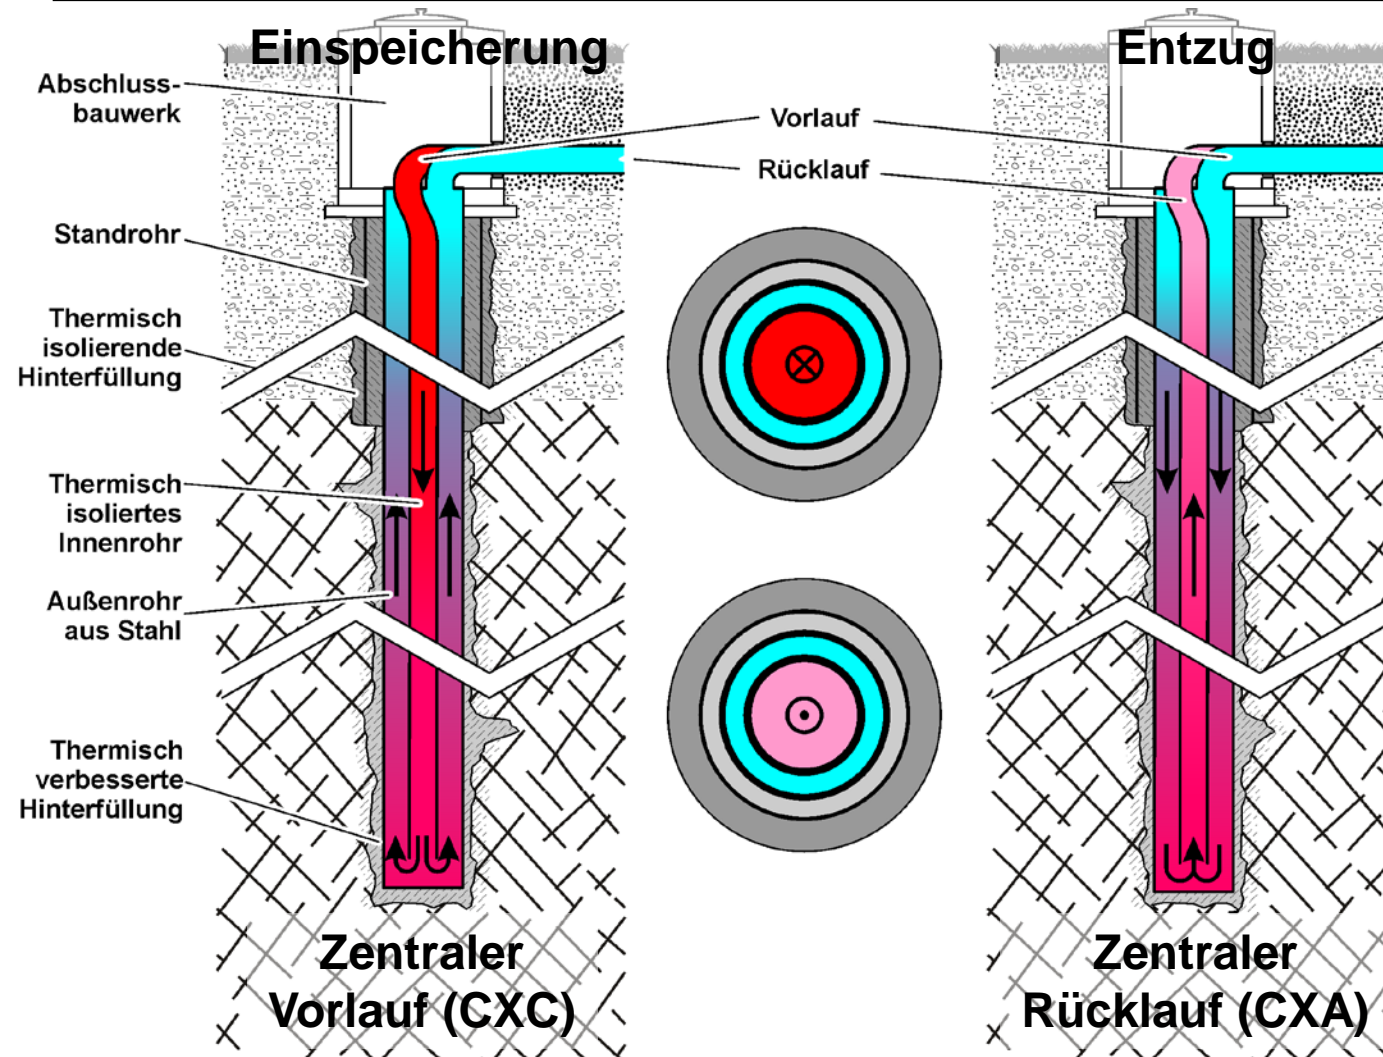 Einspeicherung
Entzug
Abschluss-
bauwerk
Vorlauf
Rücklauf
Standrohr
Thermisch
isolierende
Hinterfüllung
Thermisch
isoliertes
Innenrohr
Außenrohr
aus Stahl
Thermisch
verbesserte
Hinterfüllung
Zentraler
Vorlauf (CXC)
Zentraler
Rücklauf (CXA)